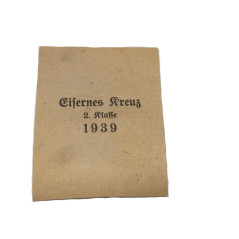 Eisernes Kreuz
2. Klasse
1939